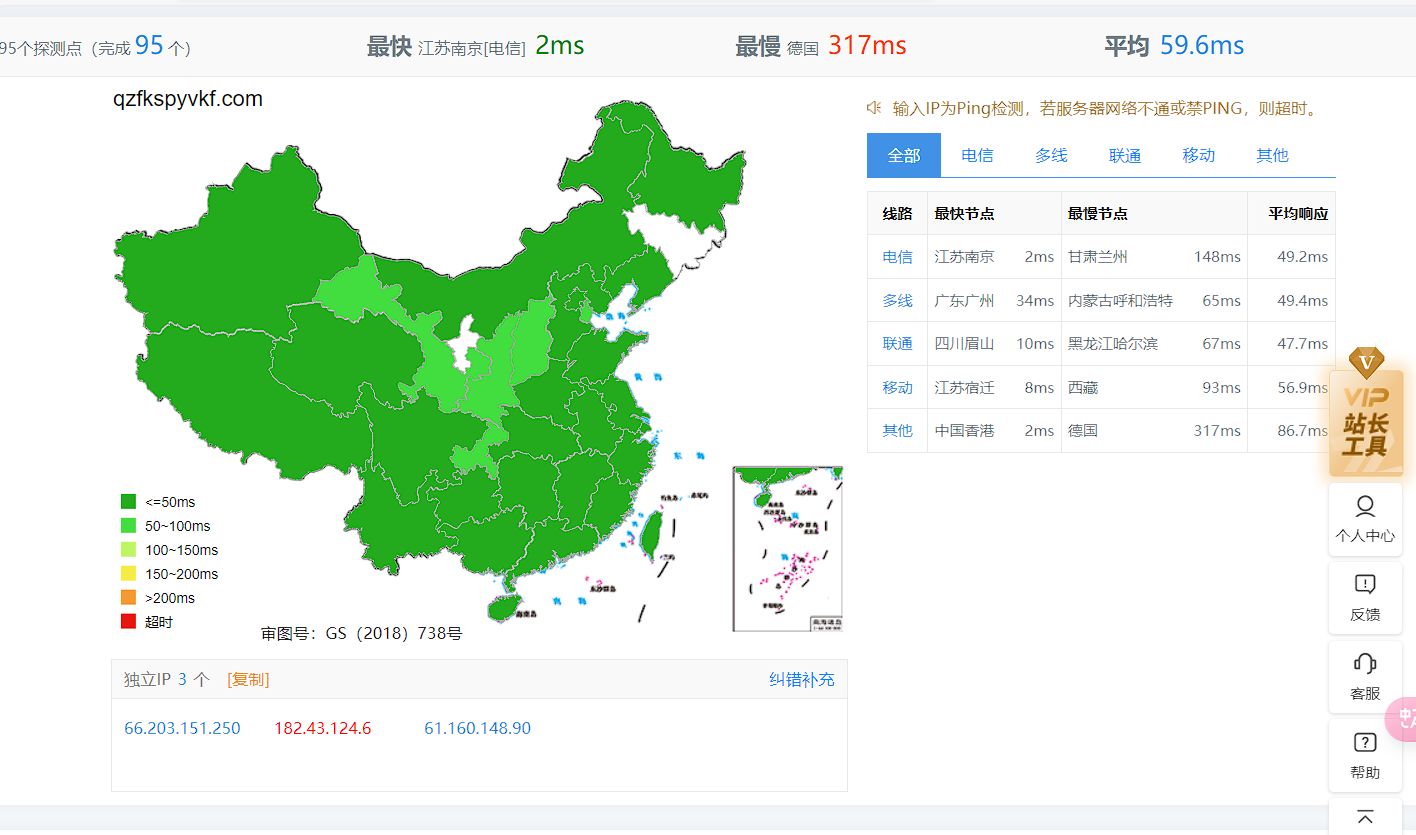 95个探测点（完成 95 个）
最快 江苏南京[电信] 2ms
最慢 德国 317ms
平均 59.6ms
qzfkspyvkf.com
<=50ms
50~100ms
100~150ms
150~200ms
>200ms
超时
审图号：GS（2018）738号
独立IP 3 个 [复制] 纠错补充
66.203.151.250 182.43.124.6 61.160.148.90
输入IP为Ping检测，若服务器网络不通或禁PING，则超时。
全部 电信 多线 联通 移动 其他
线路 最快节点 最慢节点 平均响应
电信 江苏南京 2ms 甘肃兰州 148ms 49.2ms
多线 广东广州 34ms 内蒙古呼和浩特 65ms 49.4ms
联通 四川眉山 10ms 黑龙江哈尔滨 67ms 47.7ms
移动 江苏宿迁 8ms 西藏 93ms 56.9ms
其他 中国香港 2ms 德国 317ms 86.7ms
V
VIP
站长
工具
个人中心
反馈
客服
帮助